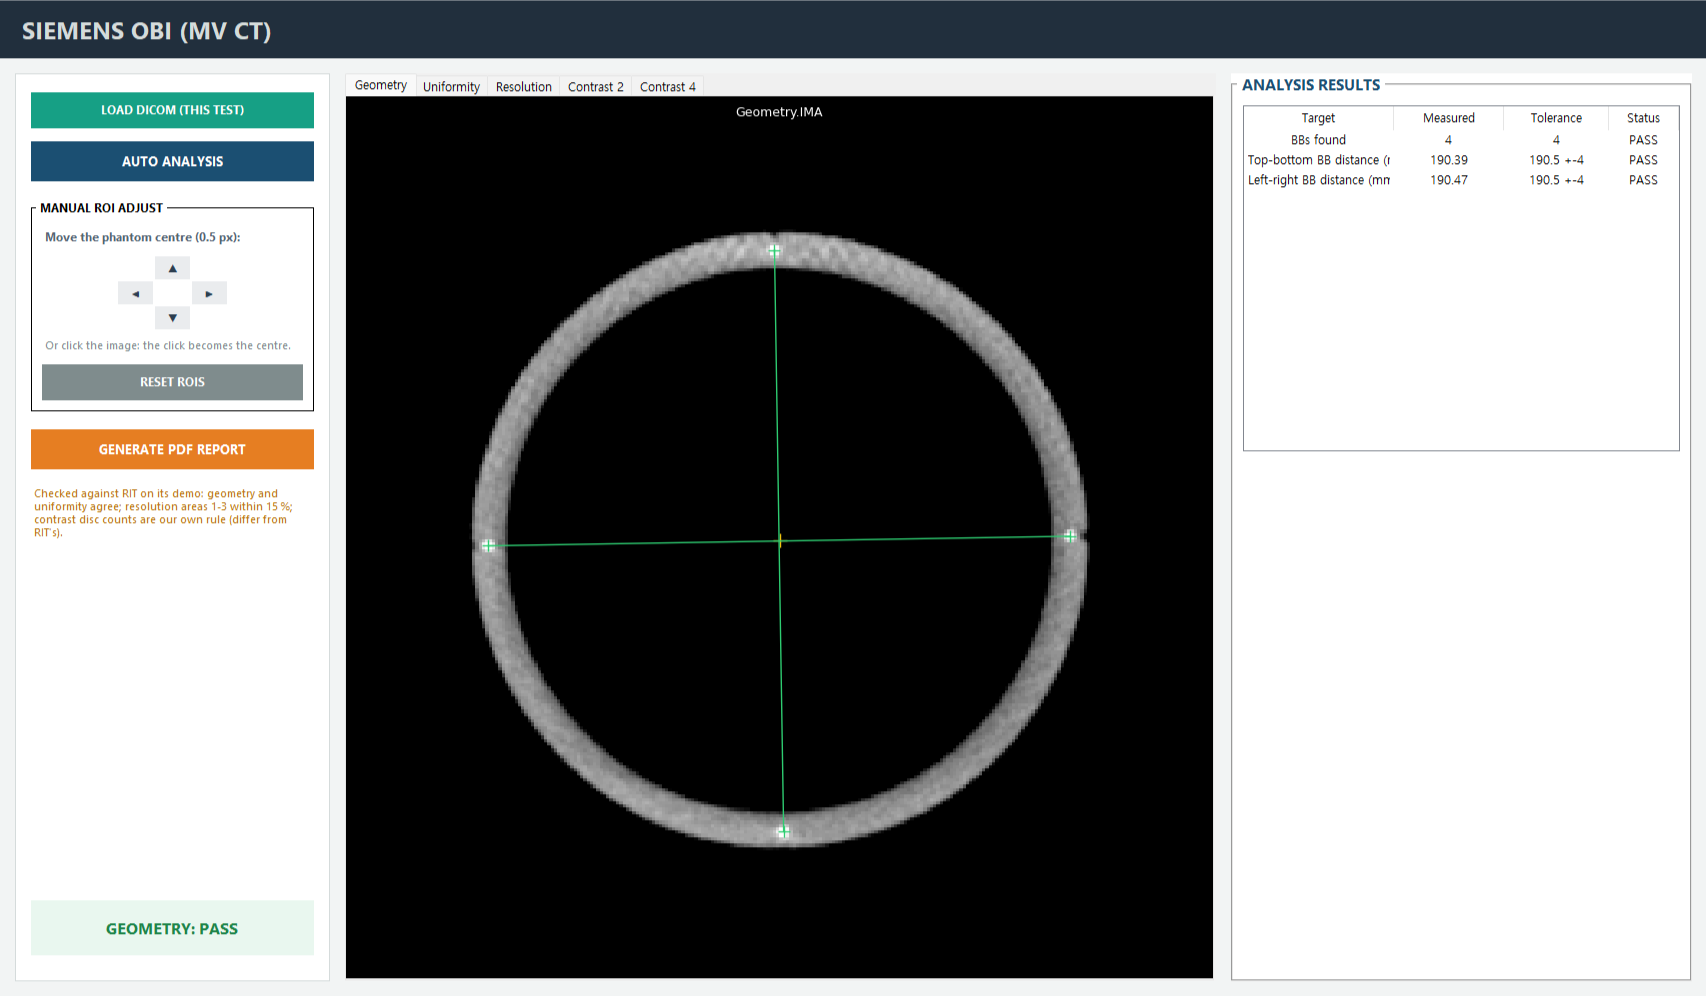 SIEMENS OBI (MV CT)
LOAD DICOM (THIS TEST)
AUTO ANALYSIS
MANUAL ROI ADJUST
Move the phantom centre (0.5 px):
▲
◄ ►
▼
Or click the image: the click becomes the centre.
RESET ROIS
GENERATE PDF REPORT
Checked against RIT on its demo: geometry and
uniformity agree; resolution areas 1-3 within 15 %;
contrast disc counts are our own rule (differ from
RIT's).
GEOMETRY: PASS
Geometry Uniformity Resolution Contrast 2 Contrast 4
Geometry.IMA
ANALYSIS RESULTS
Target Measured Tolerance Status
BBs found 4 4 PASS
Top-bottom BB distance (r 190.39 190.5 +-4 PASS
Left-right BB distance (mm 190.47 190.5 +-4 PASS